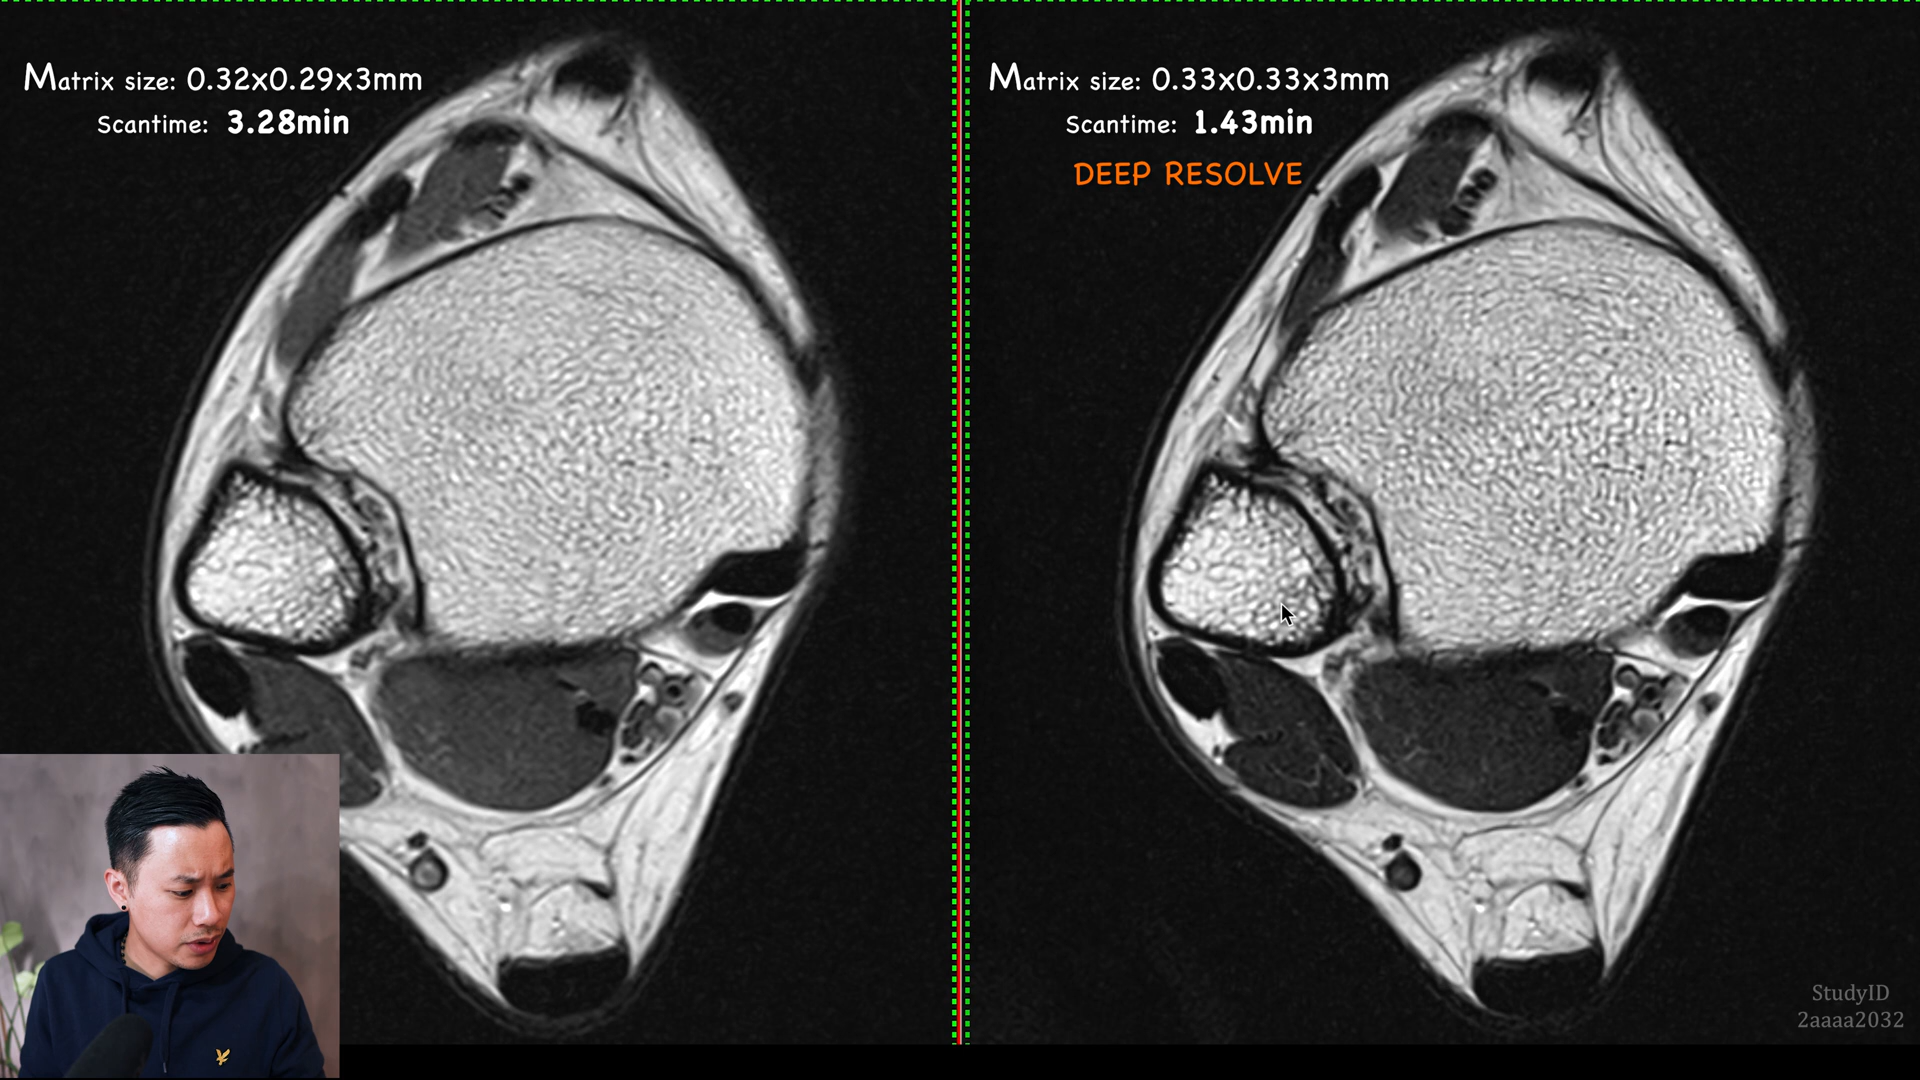 Matrix size: 0.32x0.29x3mm
Scantime: 3.28min
Matrix size: 0.33x0.33x3mm
Scantime: 1.43min
DEEP RESOLVE
StudyID
2aaaa2032